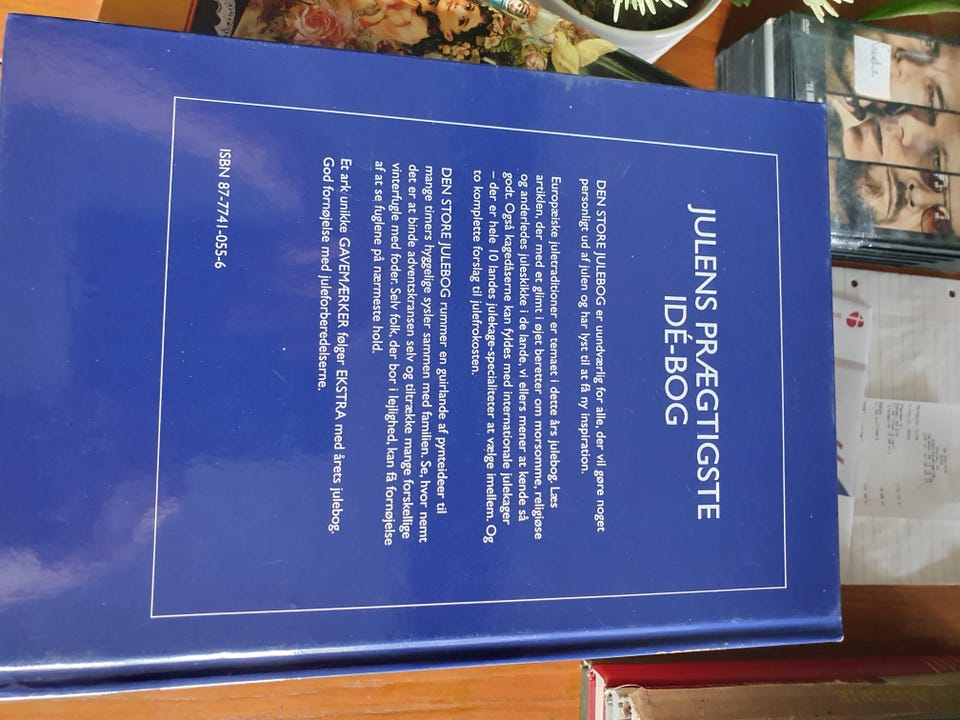 JULENS PRÆGTIGSTE
IDÉ-BOG
DEN STORE JULEBOG er uundværlig for alle, der vil gøre noget
personligt ud af julen og har lyst til at få ny inspiration.
Europæiske juletraditioner er temaet i dette års julebog. Læs
artiklen, der med et glimt i øjet beretter om morsomme, religiøse
og anderledes juleskikke i de lande, vi ellers mener at kende så
godt. Også kagedåserne kan fyldes med internationale julekager
– der er hele 10 landes julekage-specialiteter at vælge imellem. Og
to komplette forslag til julefrokosten.
DEN STORE JULEBOG rummer en guirlande af pynteideer til
mange timers hyggelige sysler sammen med familien. Se, hvor nemt
det er at binde adventskransen selv og tiltrække mange forskellige
vinterfugle med foder. Selv folk, der bor i lejlighed, kan få fornøjelse
af at se fuglene på nærmeste hold.
Et ark unikke GAVEMÆRKER følger EKSTRA med årets julebog.
God fornøjelse med juleforberedelserne.
ISBN 87-7741-055-6